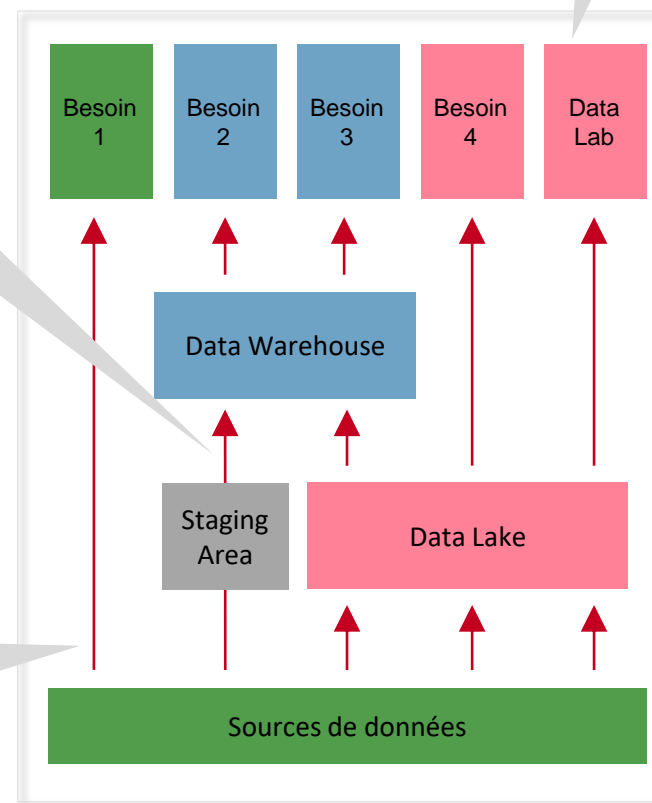 Besoin
1
Besoin
2
Besoin
3
Besoin
4
Data
Lab
Data Warehouse
Staging
Area
Data Lake
Sources de données